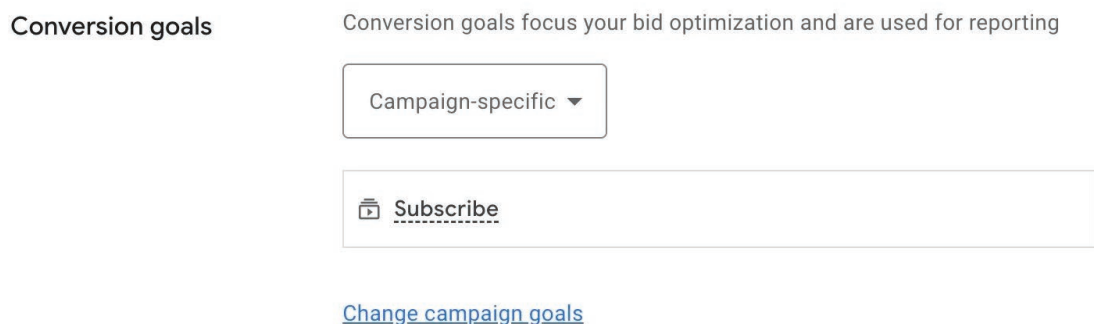 Conversion goals
Conversion goals focus your bid optimization and are used for reporting
Campaign-specific
Subscribe
Change campaign goals